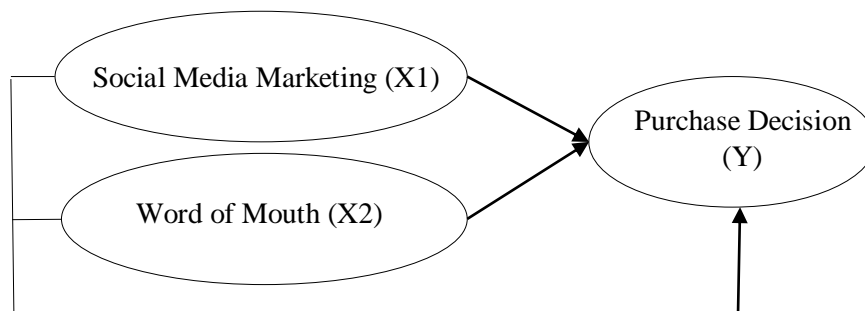 Social Media Marketing (X1)
Purchase Decision
(Y)
Word of Mouth (X2)